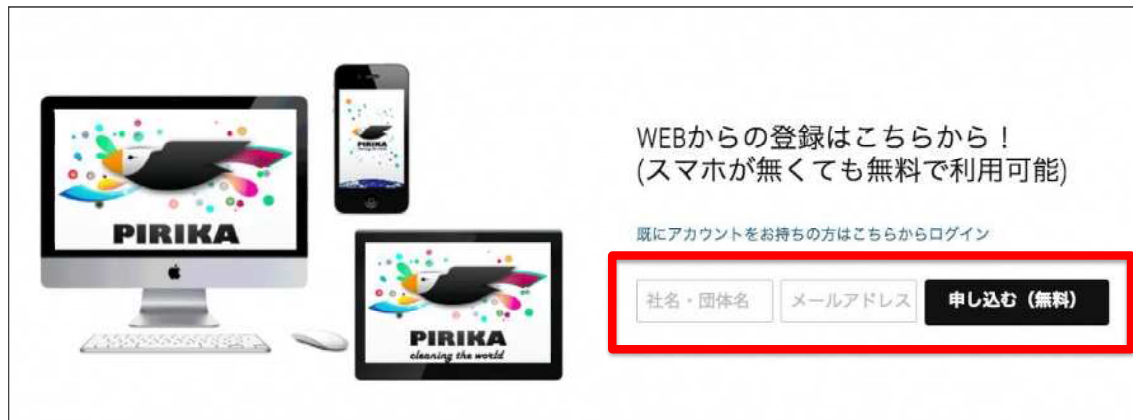 PIRIKA
PIRIKA
PIRIKA
cleaning the world
WEBからの登録はこちらから！
(スマホが無くても無料で利用可能)
既にアカウントをお持ちの方はこちらからログイン
社名・団体名 メールアドレス 申し込む（無料）